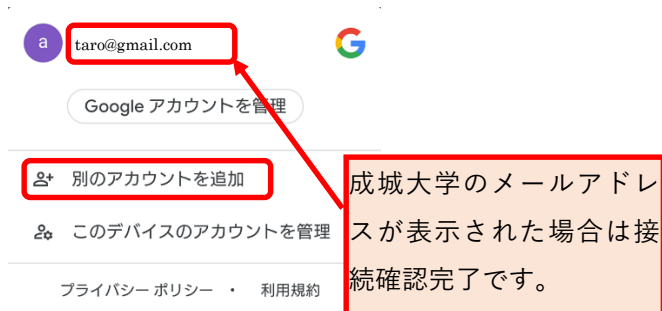 a taro@gmail.com
Google アカウントを管理
別のアカウントを追加
このデバイスのアカウントを管理
プライバシー ポリシー ・ 利用規約
成城大学のメールアドレ
スが表示された場合は接
続確認完了です。